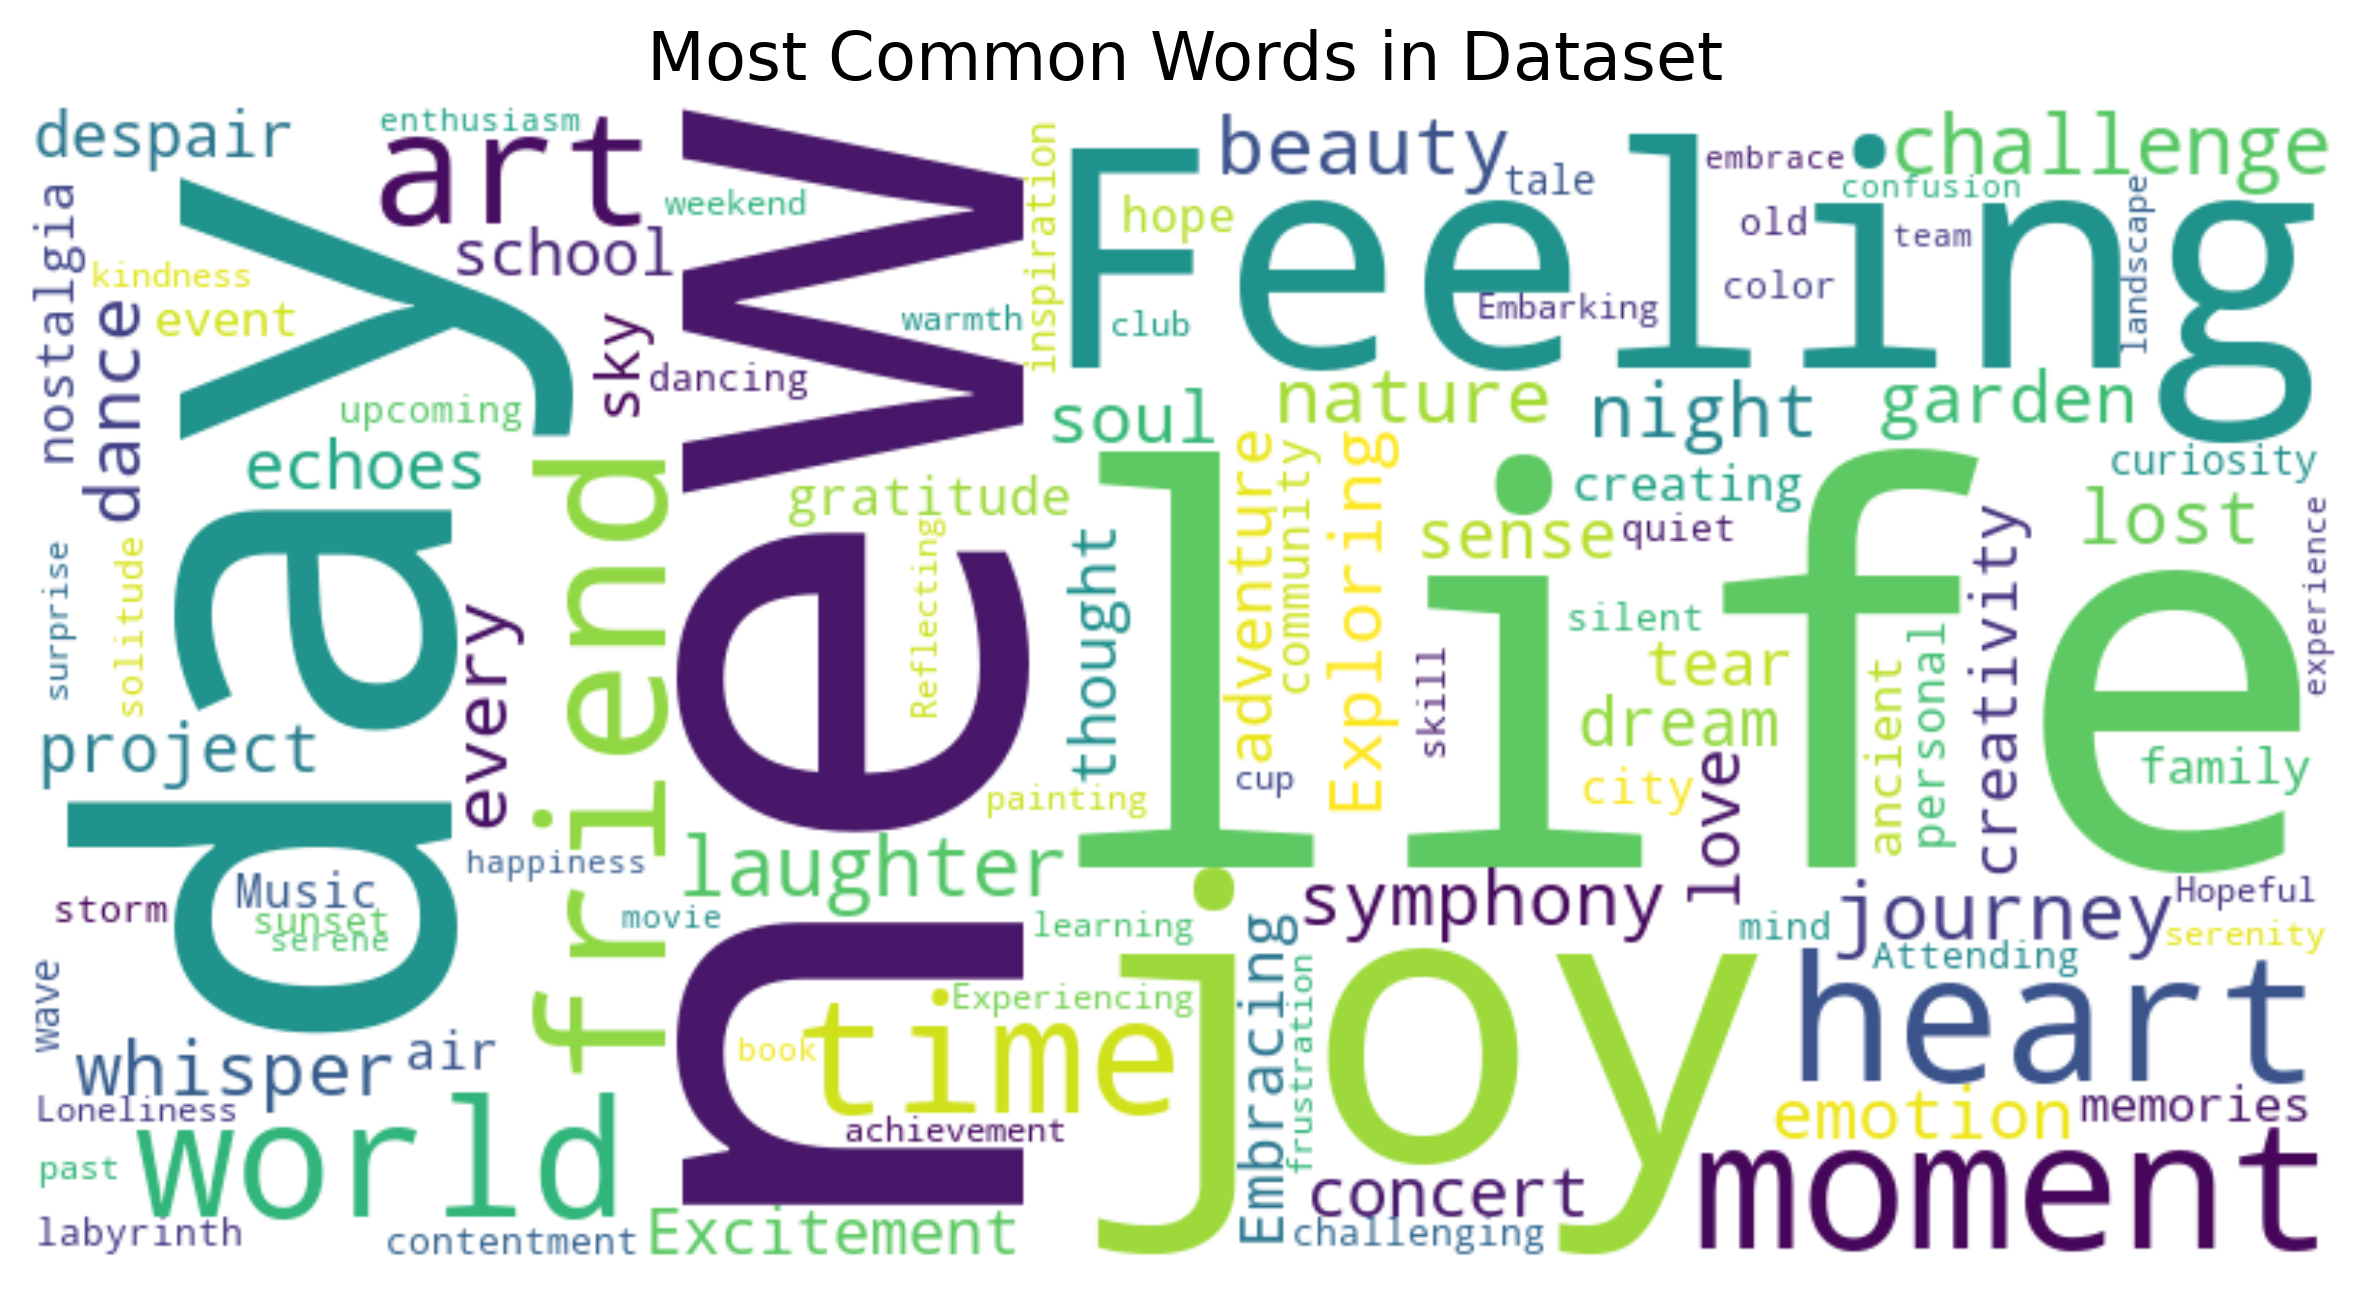 Most Common Words in Dataset
despair
enthusiasm
art
weekend
school
nostalgia
kindness
event
dance
day
sky
dancing
upcoming
echoes
new
warmth
inspiration
Feeling
beauty
tale
hope
club
Embarking
embrace
challenge
confusion
old
team
color
landscape
soul
nature
night
garden
curiosity
friend
gratitude
Reflecting
thought
adventure
community
Exploring
sense
creating
quiet
lost
life
silent
tear
dream
city
skill
cup
love
ancient
personal
creativity
family
experience
surprise
solitude
every
project
painting
happiness
laughter
movie
Music
sunset
serene
storm
wave
whisper
air
Loneliness
world
past
labyrinth
contentment
Excitement
book
time
Experiencing
learning
achievement
joy
Embracing
frustration
symphony
mind
journey
Hopeful
serenity
Attending
heart
emotion
memories
moment
concert
challenging